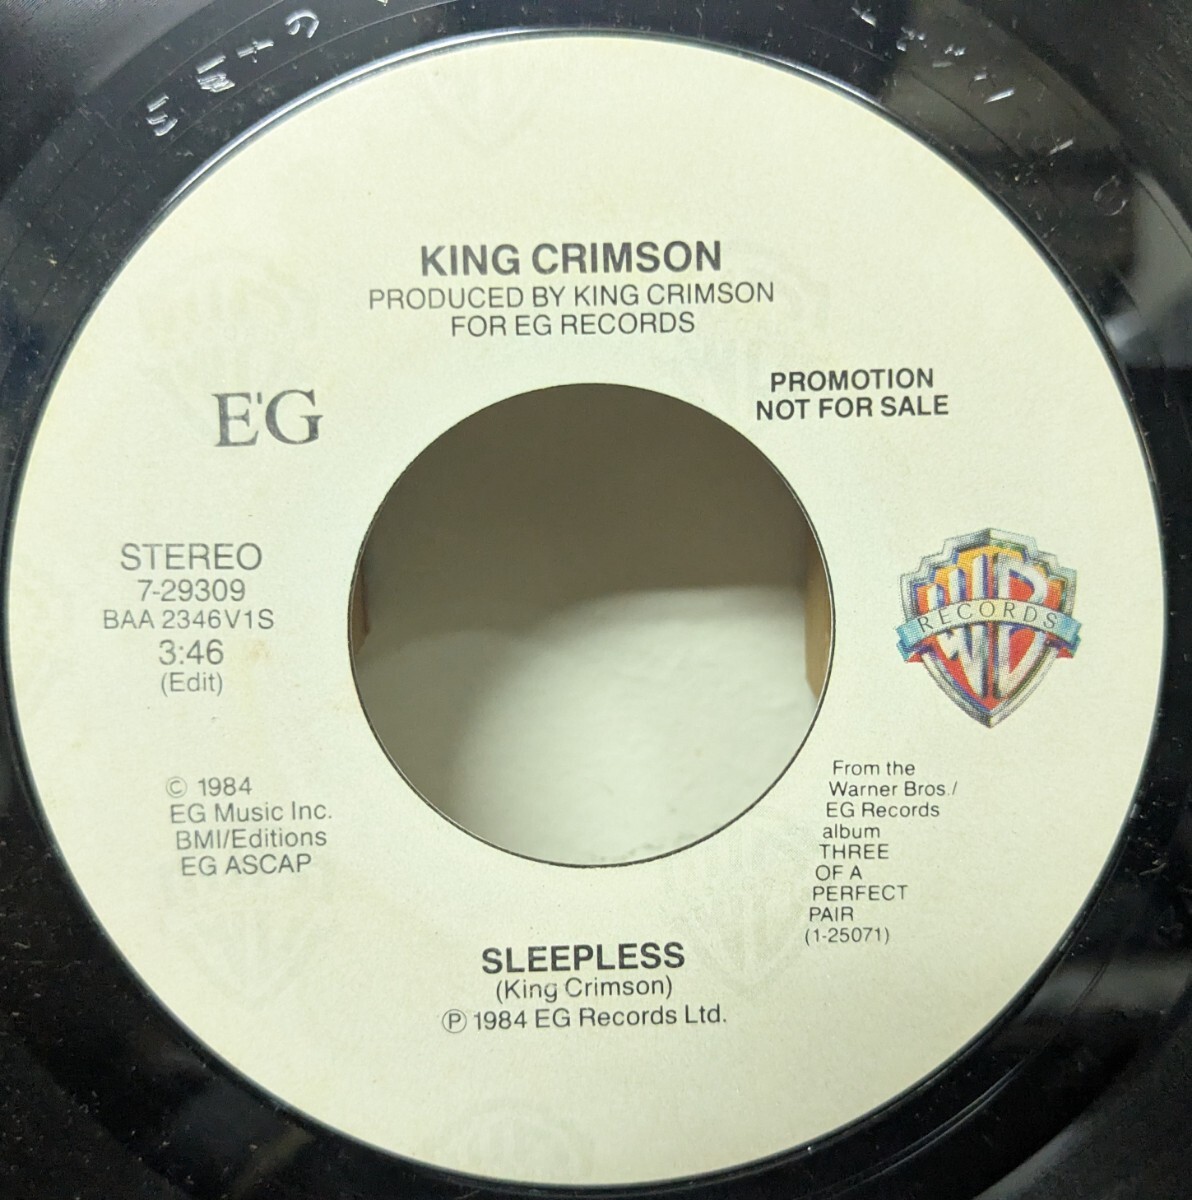 KING CRIMSON
PRODUCED BY KING CRIMSON
FOR EG RECORDS
E'G
PROMOTION
NOT FOR SALE
STEREO
7-29309
BAA 2346V1S
3:46
(Edit)
WB
RECORDS
© 1984
EG Music Inc.
BMI/Editions
EG ASCAP
From the
Warner Bros./
EG Records
album
THREE
OF A
PERFECT
PAIR
(1-25071)
SLEEPLESS
(King Crimson)
℗ 1984 EG Records Ltd.